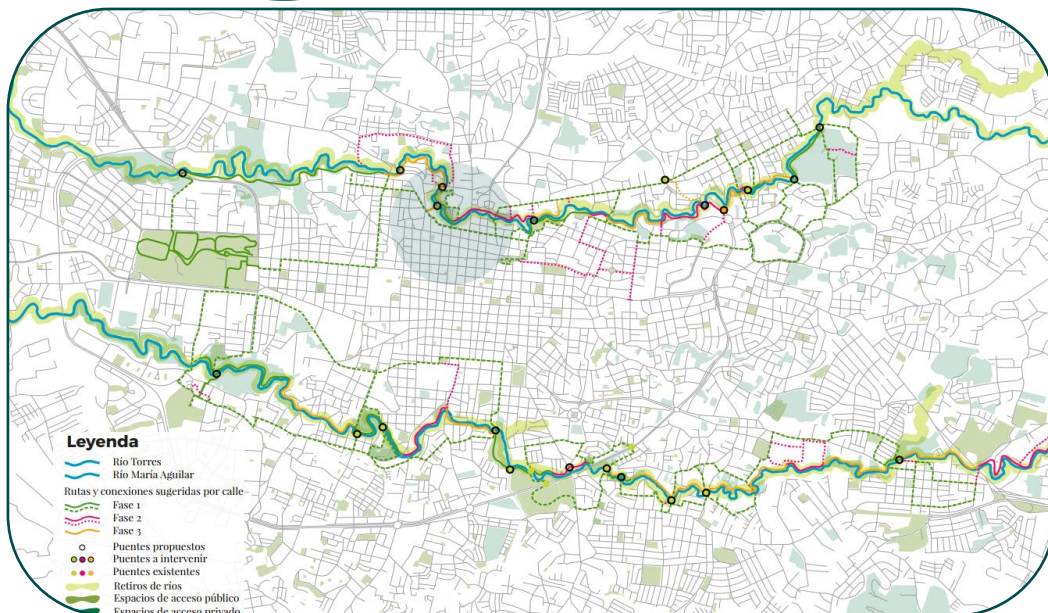 Leyenda
Río Torres
Río María Aguilar
Rutas y conexiones sugeridas por calle
Fase 1
Fase 2
Fase 3
Puentes propuestos
Puentes a intervenir
Puentes existentes
Retiros de ríos
Espacios de acceso público
Espacios de acceso privado